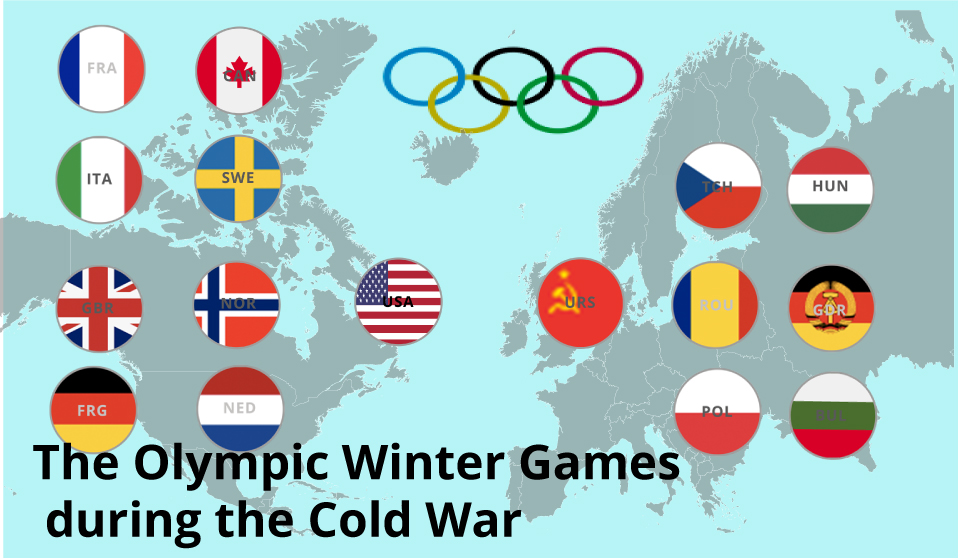 FRA
CAN
ITA
SWE
TCH
HUN
GBR
NOR
USA
URS
ROU
GDR
FRG
NED
POL
BUL
The Olympic Winter Games
during the Cold War